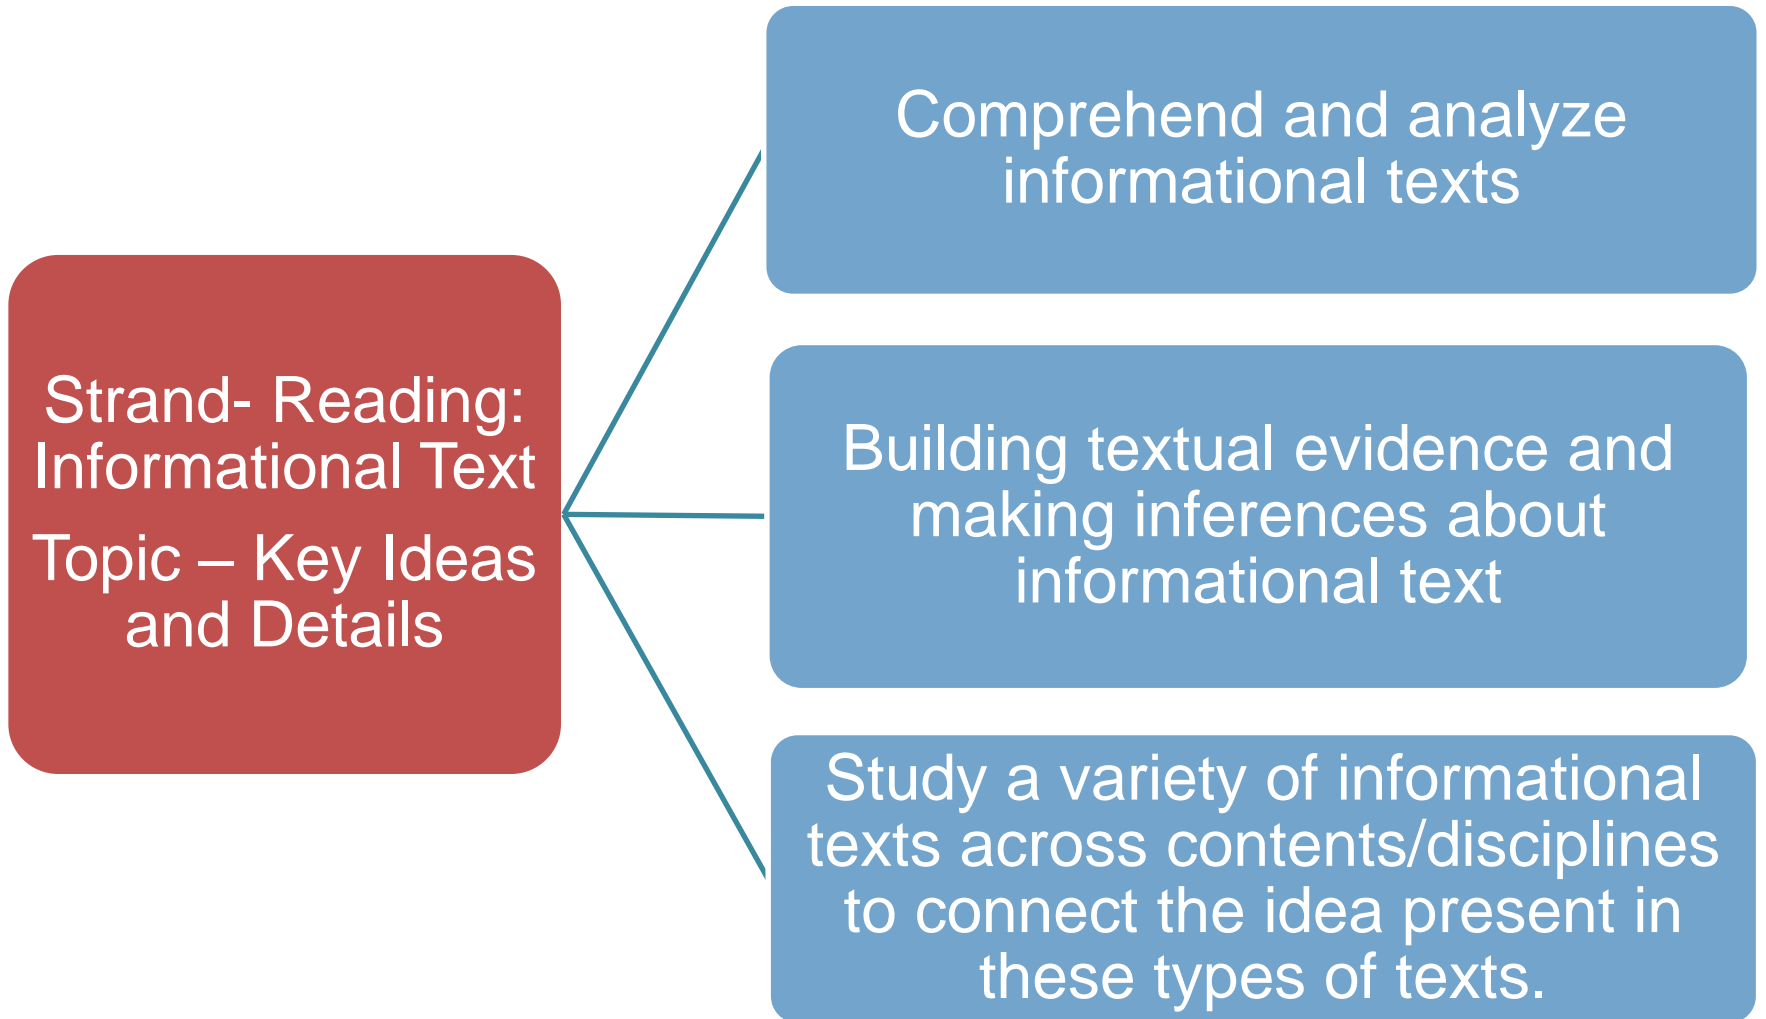 Strand- Reading:
Informational Text
Topic – Key Ideas
and Details
Comprehend and analyze
informational texts
Building textual evidence and
making inferences about
informational text
Study a variety of informational
texts across contents/disciplines
to connect the idea present in
these types of texts.